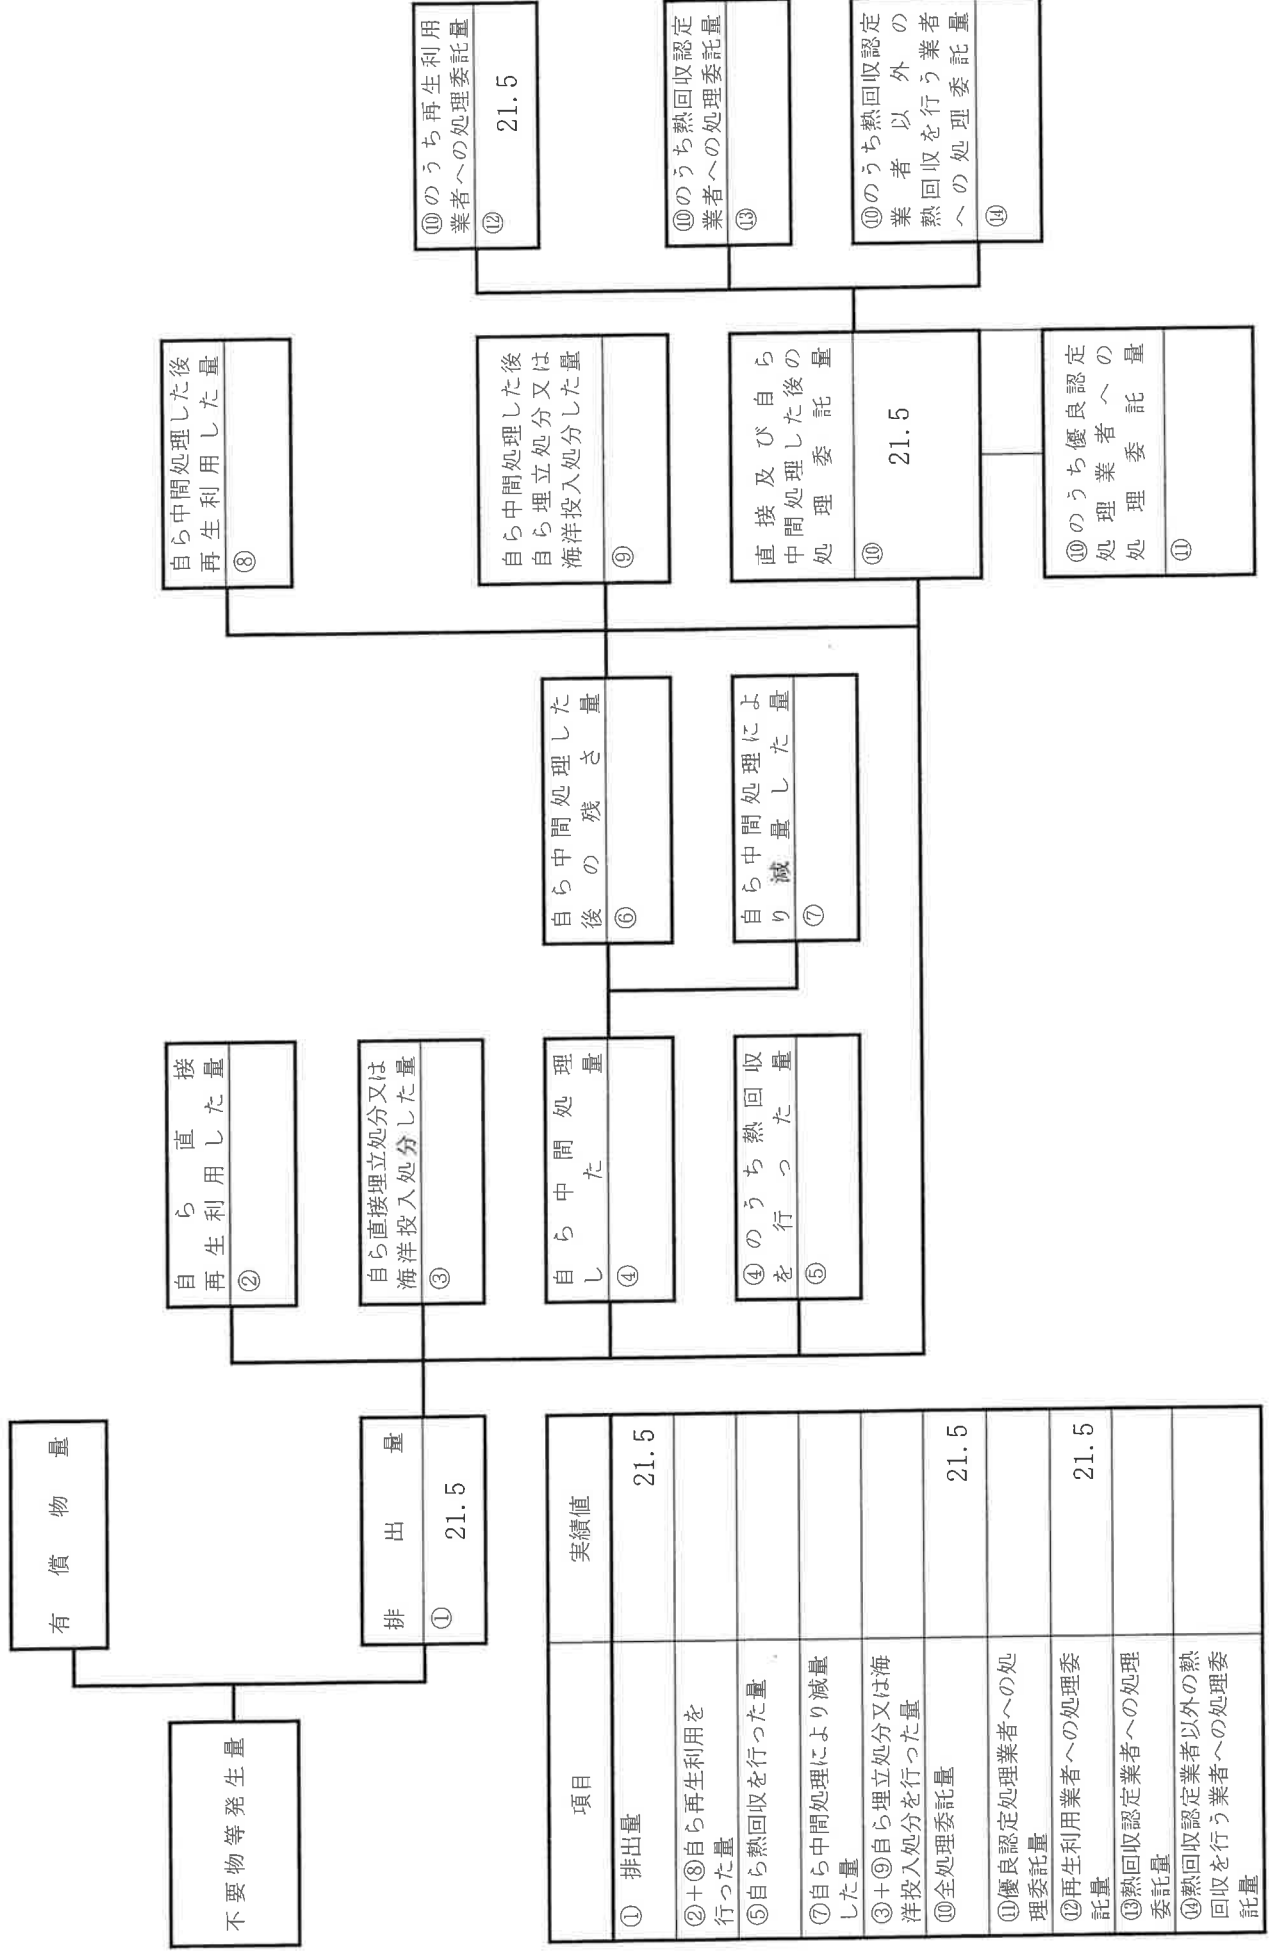 不要物等発生量
有償物量
排出量
① 21.5
自ら直接
再生利用した量
②
自ら直接埋立処分又は
海洋投入処分した量
③
自ら中間処理
した量
④
④のうち熱回収
を行った量
⑤
自ら中間処理した
後の残さ量
⑥
自ら中間処理によ
り減量した量
⑦
自ら中間処理した後
再生利用した量
⑧
自ら中間処理した後
自ら埋立処分又は
海洋投入処分した量
⑨
直接及び自ら
中間処理した後の
処理委託量
⑩ 21.5
⑩のうち優良認定
処理業者への
処理委託量
⑪
⑩のうち再生利用
業者への処理委託量
⑫ 21.5
⑩のうち熱回収認定
業者への処理委託量
⑬
⑩のうち熱回収認定
業者以外の
熱回収を行う業者
への処理委託量
⑭
項目 実績値
① 排出量 21.5
②+⑧自ら再生利用を
行った量
⑤自ら熱回収を行った量
⑦自ら中間処理により減量
した量
③+⑨自ら埋立処分又は海
洋投入処分を行った量
⑩全処理委託量 21.5
⑪優良認定処理業者への処
理委託量
⑫再生利用業者への処理委
託量 21.5
⑬熱回収認定業者への処理
委託量
⑭熱回収認定業者以外の熱
回収を行う業者への処理委
託量